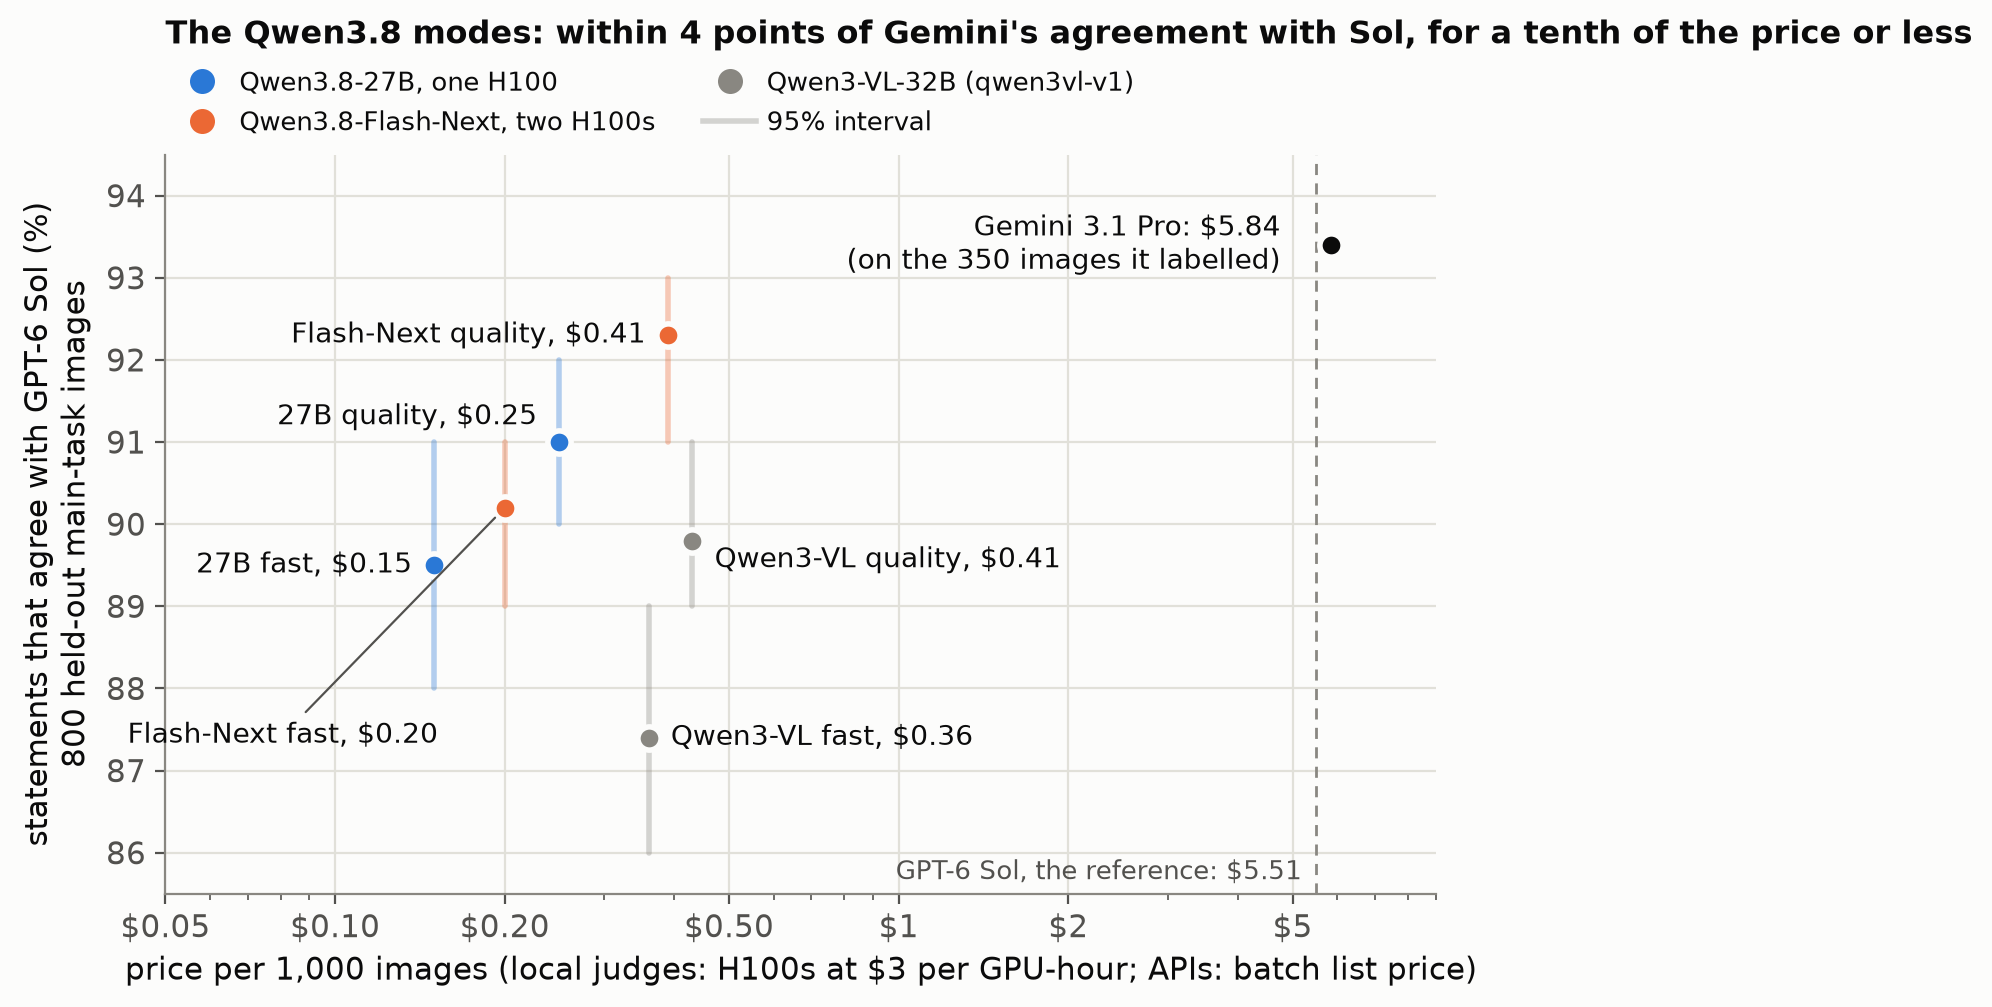 The Qwen3.8 modes: within 4 points of Gemini's agreement with Sol, for a tenth of the price or less
Qwen3.8-27B, one H100
Qwen3.8-Flash-Next, two H100s
Qwen3-VL-32B (qwen3vl-v1)
95% interval
statements that agree with GPT-6 Sol (%)
800 held-out main-task images
94
93
92
91
90
89
88
87
86
Gemini 3.1 Pro: $5.84
(on the 350 images it labelled)
Flash-Next quality, $0.41
27B quality, $0.25
27B fast, $0.15
Qwen3-VL quality, $0.41
Flash-Next fast, $0.20
Qwen3-VL fast, $0.36
GPT-6 Sol, the reference: $5.51
$0.05
$0.10
$0.20
$0.50
$1
$2
$5
price per 1,000 images (local judges: H100s at $3 per GPU-hour; APIs: batch list price)